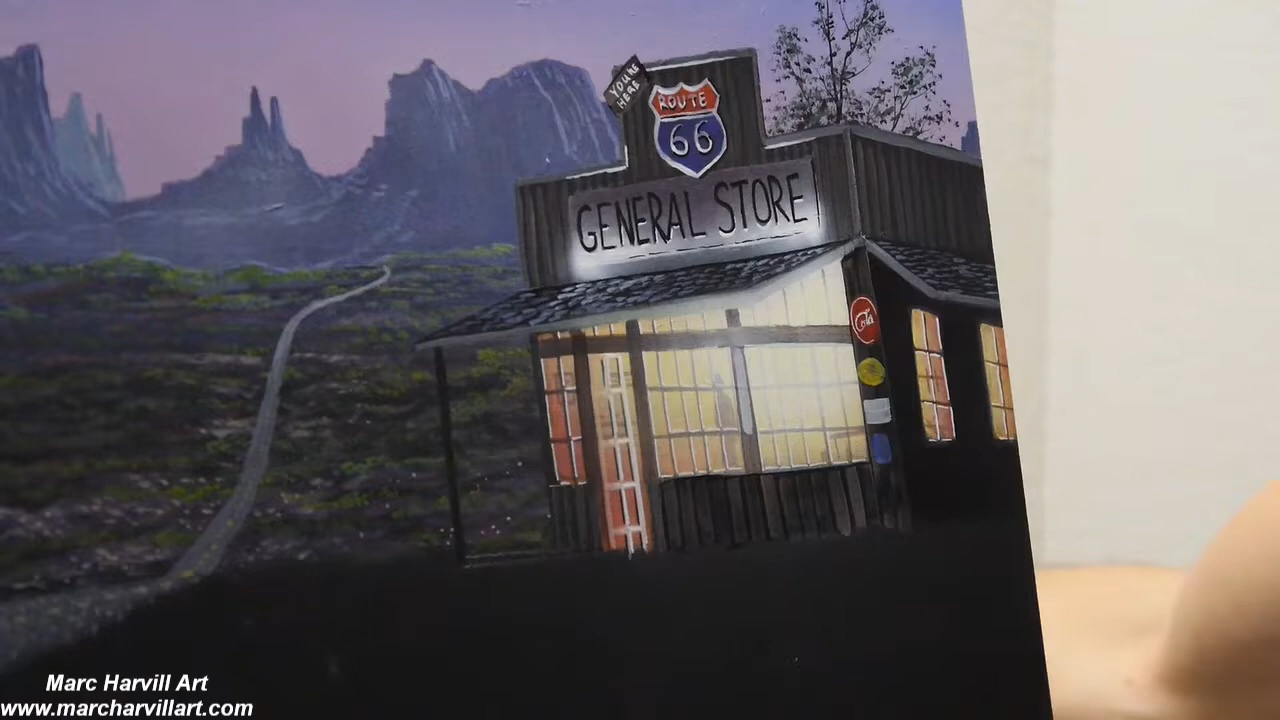 YOU'RE
HERE
ROUTE
66
GENERAL STORE
Cola
Marc Harvill Art
www.marcharvillart.com